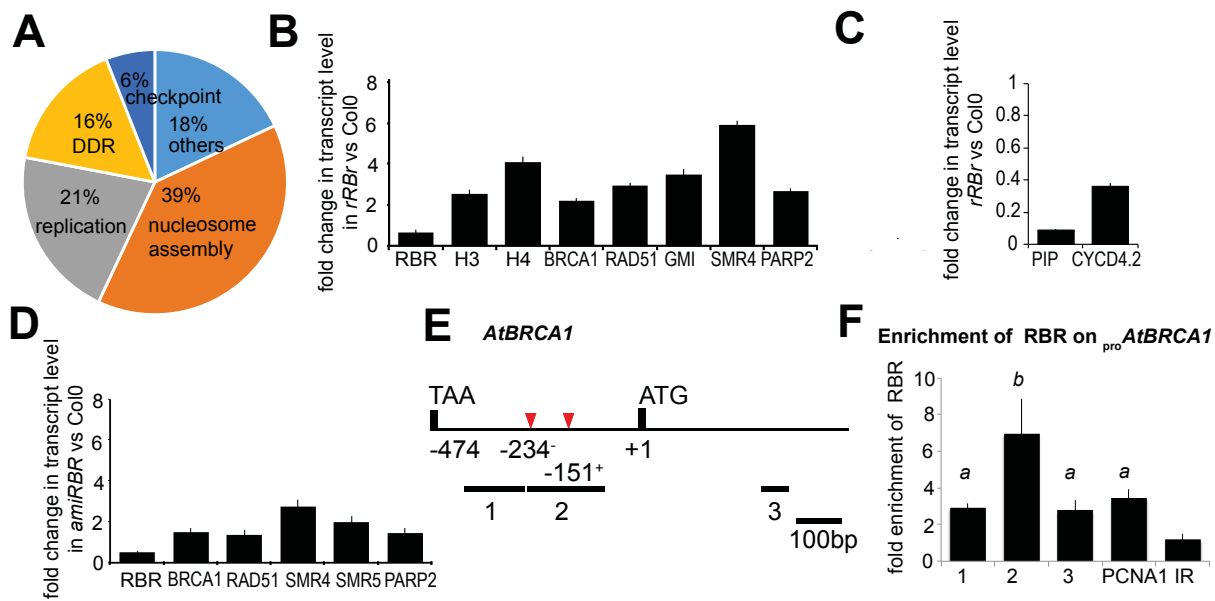 A
6%
checkpoint
18%
others
16%
DDR
21%
replication
39%
nucleosome
assembly
B
fold change in transcript level
in rRBr vs Col0
8
6
4
2
0
RBR H3 H4 BRCA1 RAD51 GMI SMR4 PARP2
C
fold change in transcript level
rRBr vs Col0
1
0.8
0.6
0.4
0.2
0
PIP CYCD4.2
D
fold change in transcript level
in amiRBR vs Col0
8
6
4
2
0
RBR BRCA1 RAD51 SMR4 SMR5 PARP2
E
AtBRCA1
TAA ATG
-474 -234- +1
-151+
1 2 3
100bp
F
Enrichment of RBR on proAtBRCA1
fold enrichment of RBR
10
8
6
4
2
0
a b a a
1 2 3 PCNA1 IR